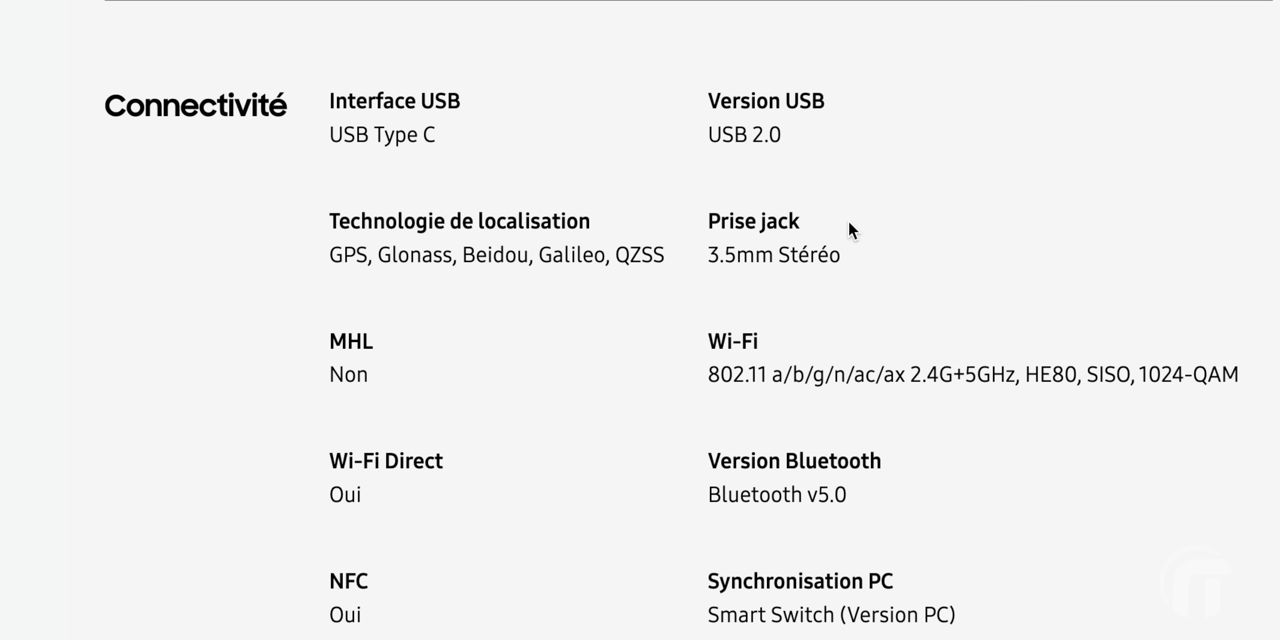 Connectivité
Interface USB
USB Type C
Version USB
USB 2.0
Technologie de localisation
GPS, Glonass, Beidou, Galileo, QZSS
Prise jack
3.5mm Stéréo
MHL
Non
Wi-Fi
802.11 a/b/g/n/ac/ax 2.4G+5GHz, HE80, SISO, 1024-QAM
Wi-Fi Direct
Oui
Version Bluetooth
Bluetooth v5.0
NFC
Oui
Synchronisation PC
Smart Switch (Version PC)